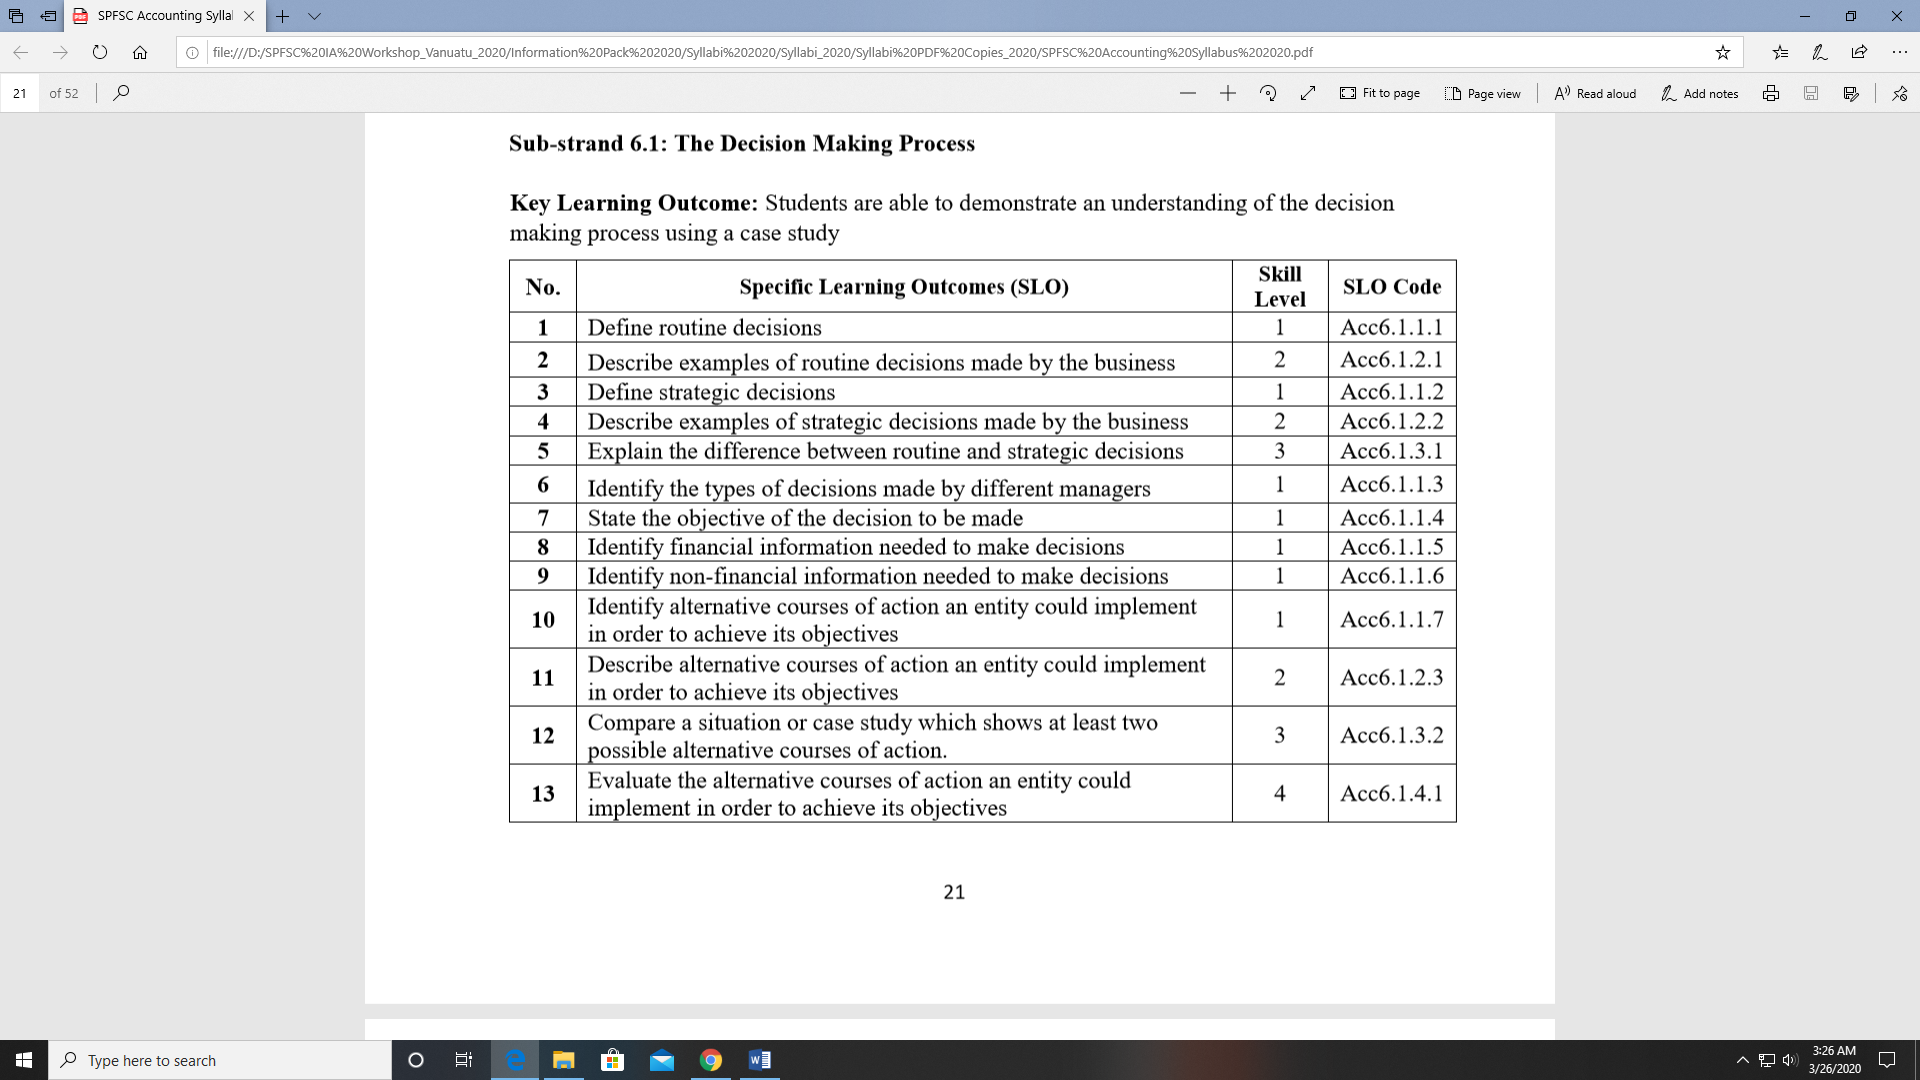 SPFSC Accounting Sylla
file:///D:/SPFSC%20IA%20Workshop_Vanuatu_2020/Information%20Pack%202020/Syllabi%202020/Syllabi_2020/Syllabi%20PDF%20Copies_2020/SPFSC%20Accounting%20Syllabus%202020.pdf
21 of 52 Fit to page Page view Read aloud Add notes
Sub-strand 6.1: The Decision Making Process
Key Learning Outcome: Students are able to demonstrate an understanding of the decision
making process using a case study
No. Specific Learning Outcomes (SLO) Skill Level SLO Code
1 Define routine decisions 1 Acc6.1.1.1
2 Describe examples of routine decisions made by the business 2 Acc6.1.2.1
3 Define strategic decisions 1 Acc6.1.1.2
4 Describe examples of strategic decisions made by the business 2 Acc6.1.2.2
5 Explain the difference between routine and strategic decisions 3 Acc6.1.3.1
6 Identify the types of decisions made by different managers 1 Acc6.1.1.3
7 State the objective of the decision to be made 1 Acc6.1.1.4
8 Identify financial information needed to make decisions 1 Acc6.1.1.5
9 Identify non-financial information needed to make decisions 1 Acc6.1.1.6
10 Identify alternative courses of action an entity could implement
in order to achieve its objectives 1 Acc6.1.1.7
11 Describe alternative courses of action an entity could implement
in order to achieve its objectives 2 Acc6.1.2.3
12 Compare a situation or case study which shows at least two
possible alternative courses of action. 3 Acc6.1.3.2
13 Evaluate the alternative courses of action an entity could
implement in order to achieve its objectives 4 Acc6.1.4.1
21
Type here to search
3:26 AM
3/26/2020